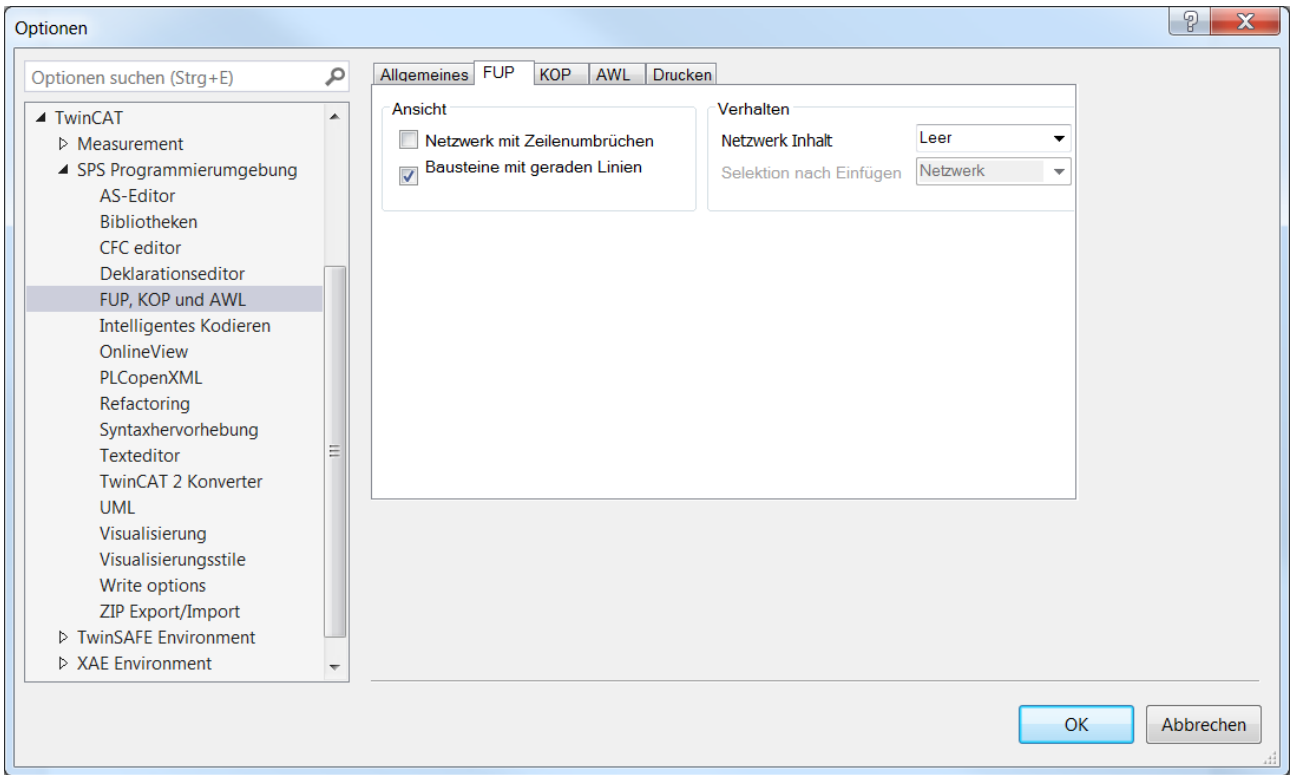 Optionen
Optionen suchen (Strg+E)
TwinCAT
Measurement
SPS Programmierumgebung
AS-Editor
Bibliotheken
CFC editor
Deklarationseditor
FUP, KOP und AWL
Intelligentes Kodieren
OnlineView
PLCopenXML
Refactoring
Syntaxhervorhebung
Texteditor
TwinCAT 2 Konverter
UML
Visualisierung
Visualisierungsstile
Write options
ZIP Export/Import
TwinSAFE Environment
XAE Environment
Allgemeines FUP KOP AWL Drucken
Ansicht
Netzwerk mit Zeilenumbrüchen
Bausteine mit geraden Linien
Verhalten
Netzwerk Inhalt Leer
Selektion nach Einfügen Netzwerk
OK Abbrechen